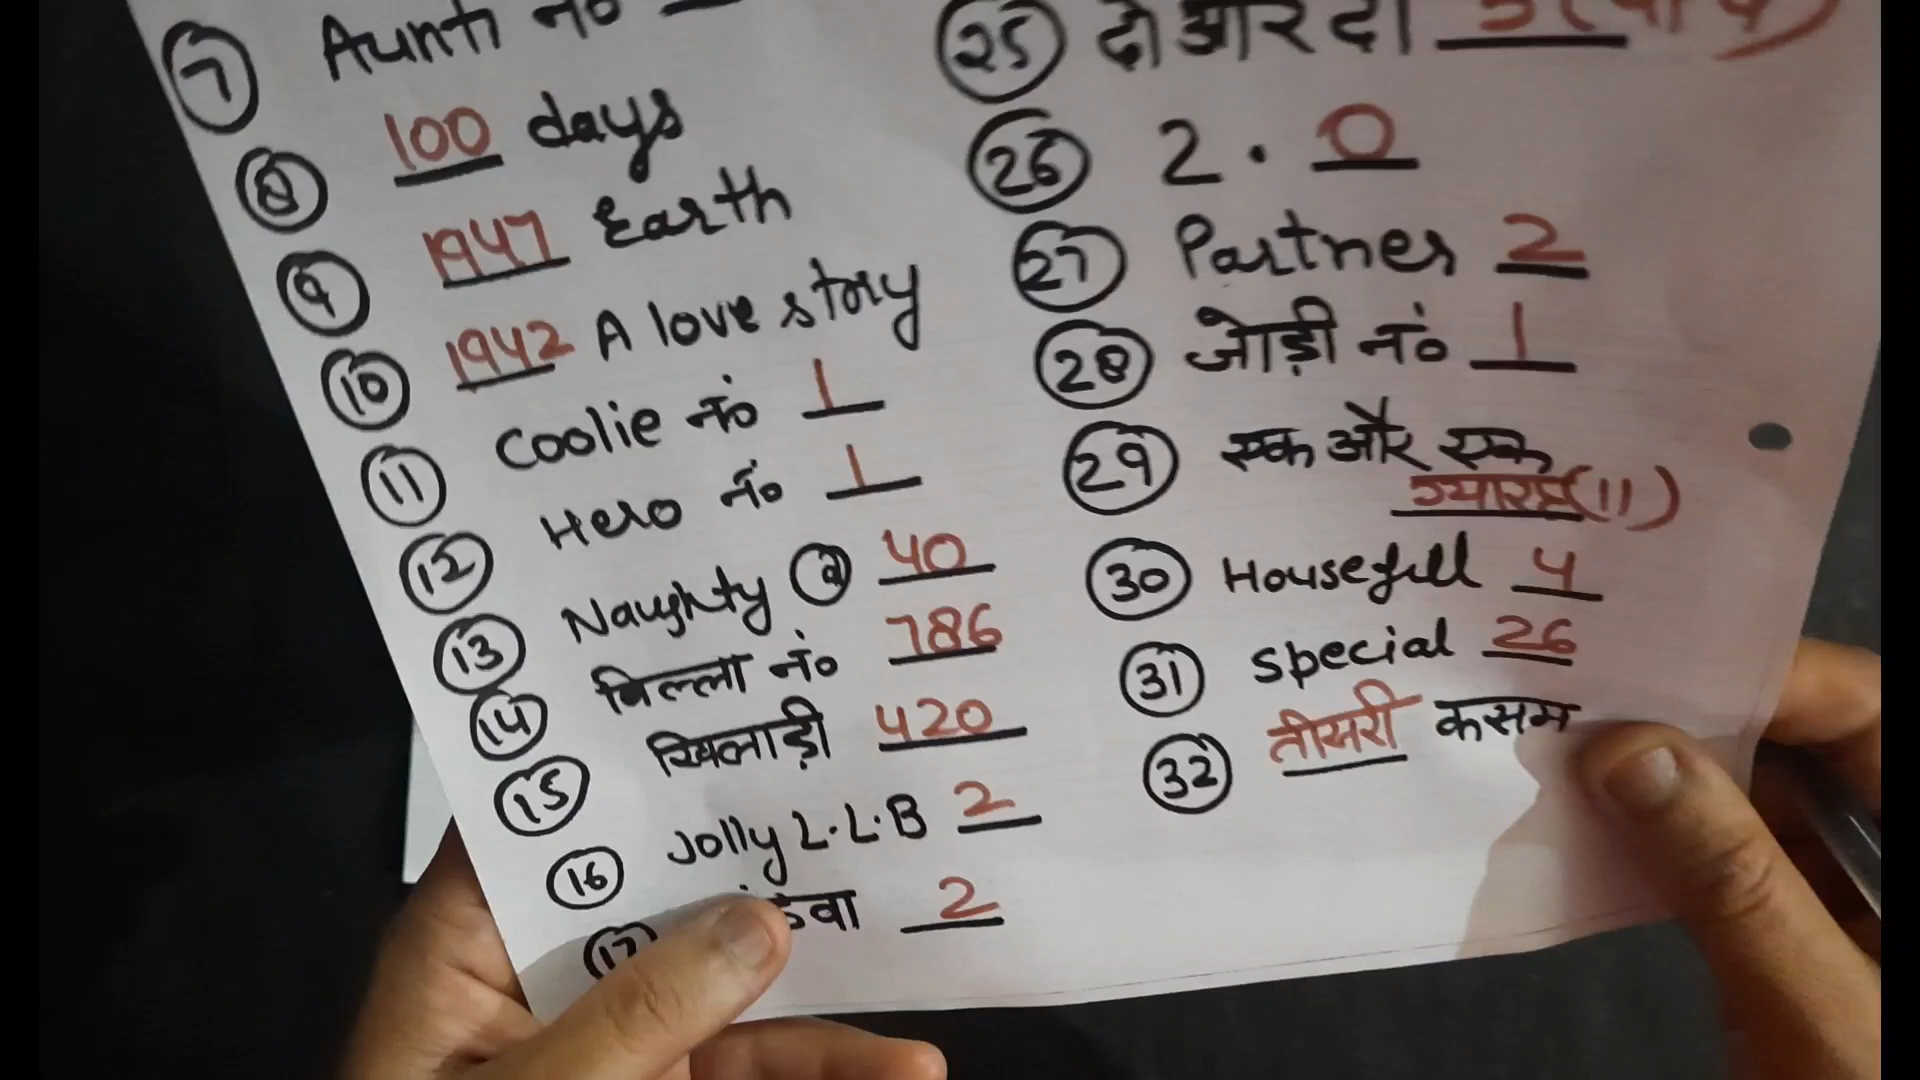 7 Aunti नं०
8 100 days
9 1947 Earth
10 1942 A love story
11 Coolie नं० 1
12 Hero नं० 1
13 Naughty @ 40
14 बिल्ला नं० 786
15 खिलाड़ी 420
16 Jolly L.L.B 2
17 2
25 दो और दो
26 2.0
27 Partner 2
28 जोड़ी नं० 1
29 एक और एक
ग्यारह (11)
30 Housefull 4
31 Special 26
32 तीसरी कसम